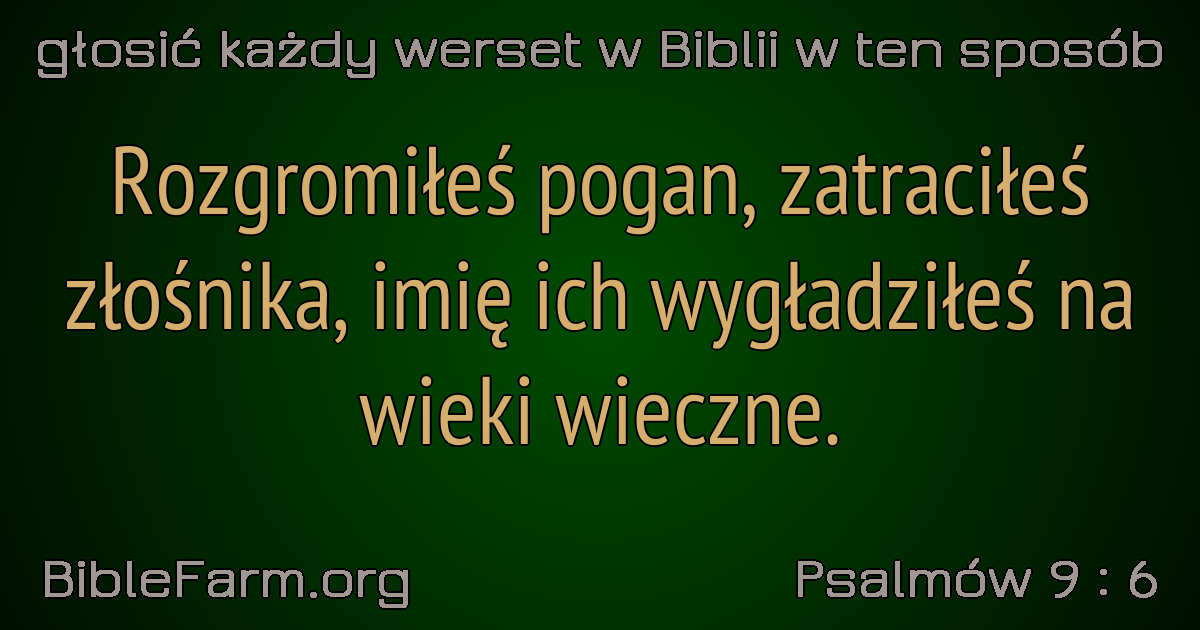 głosić każdy werset w Biblii w ten sposób
Rozgromiłeś pogan, zatraciłeś
złośnika, imię ich wygładziłeś na
wieki wieczne.
BibleFarm.org
Psalmów 9 : 6